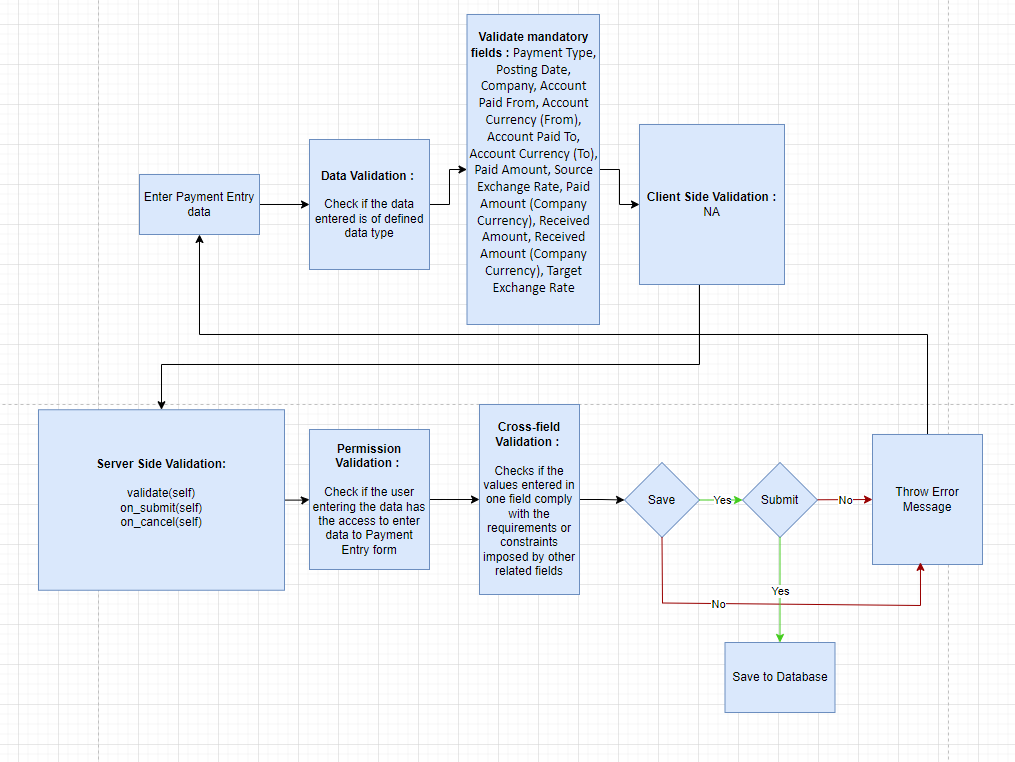 Validate mandatory
fields : Payment Type,
Posting Date,
Company, Account
Paid From, Account
Currency (From),
Account Paid To,
Account Currency (To),
Paid Amount, Source
Exchange Rate, Paid
Amount (Company
Currency), Received
Amount, Received
Amount (Company
Currency), Target
Exchange Rate
Enter Payment Entry
data
Data Validation :
Check if the data
entered is of defined
data type
Client Side Validation :
NA
Server Side Validation:
validate(self)
on_submit(self)
on_cancel(self)
Permission
Validation :
Check if the user
entering the data has
the access to enter
data to Payment
Entry form
Cross-field
Validation :
Checks if the
values entered in
one field comply
with the
requirements or
constraints
imposed by other
related fields
Save
Yes
Submit
No
Throw Error
Message
Yes
No
Save to Database